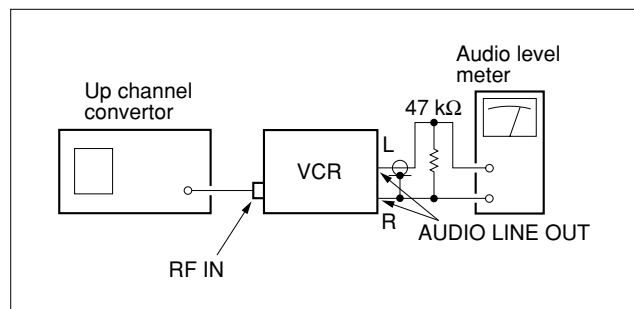 Up channel
convertor
Audio level
meter
47 kΩ
VCR
L
R
AUDIO LINE OUT
RF IN